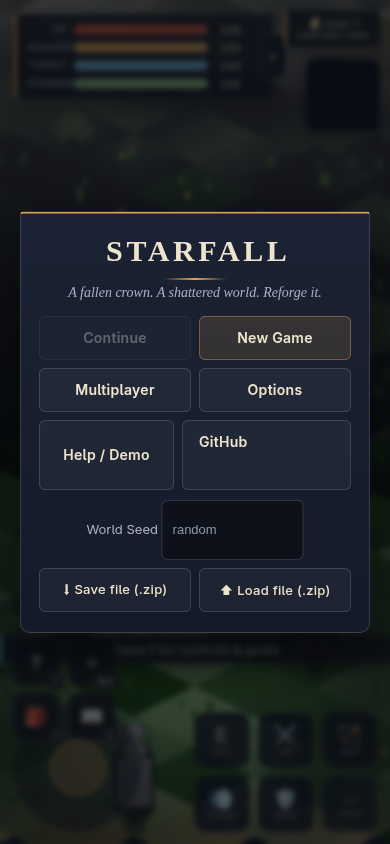 STARFALL
A fallen crown. A shattered world. Reforge it.
Continue
New Game
Multiplayer
Options
Help / Demo
GitHub
World Seed
random
⬇ Save file (.zip)
⬆ Load file (.zip)